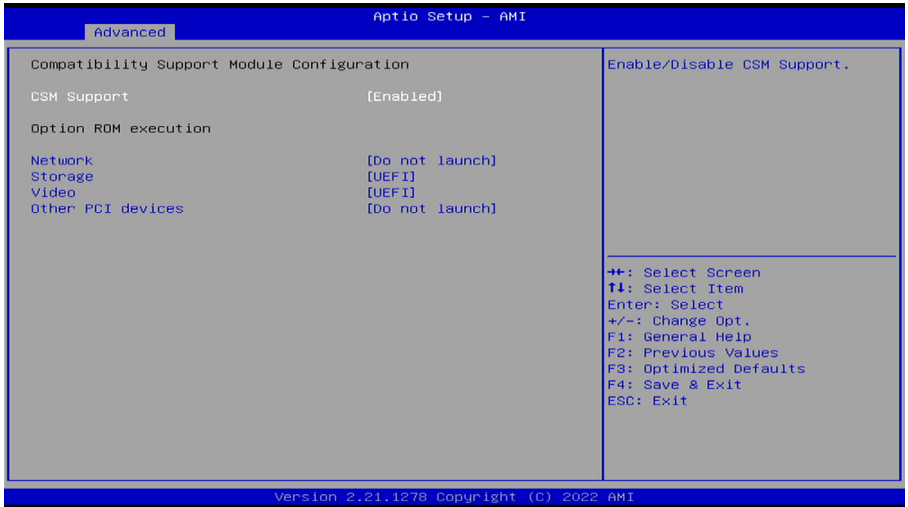 Aptio Setup - AMI
Advanced
Compatibility Support Module Configuration
CSM Support [Enabled]
Option ROM execution
Network [Do not launch]
Storage [UEFI]
Video [UEFI]
Other PCI devices [Do not launch]
Enable/Disable CSM Support.
→←: Select Screen
↑↓: Select Item
Enter: Select
+/-: Change Opt.
F1: General Help
F2: Previous Values
F3: Optimized Defaults
F4: Save & Exit
ESC: Exit
Version 2.21.1278 Copyright (C) 2022 AMI